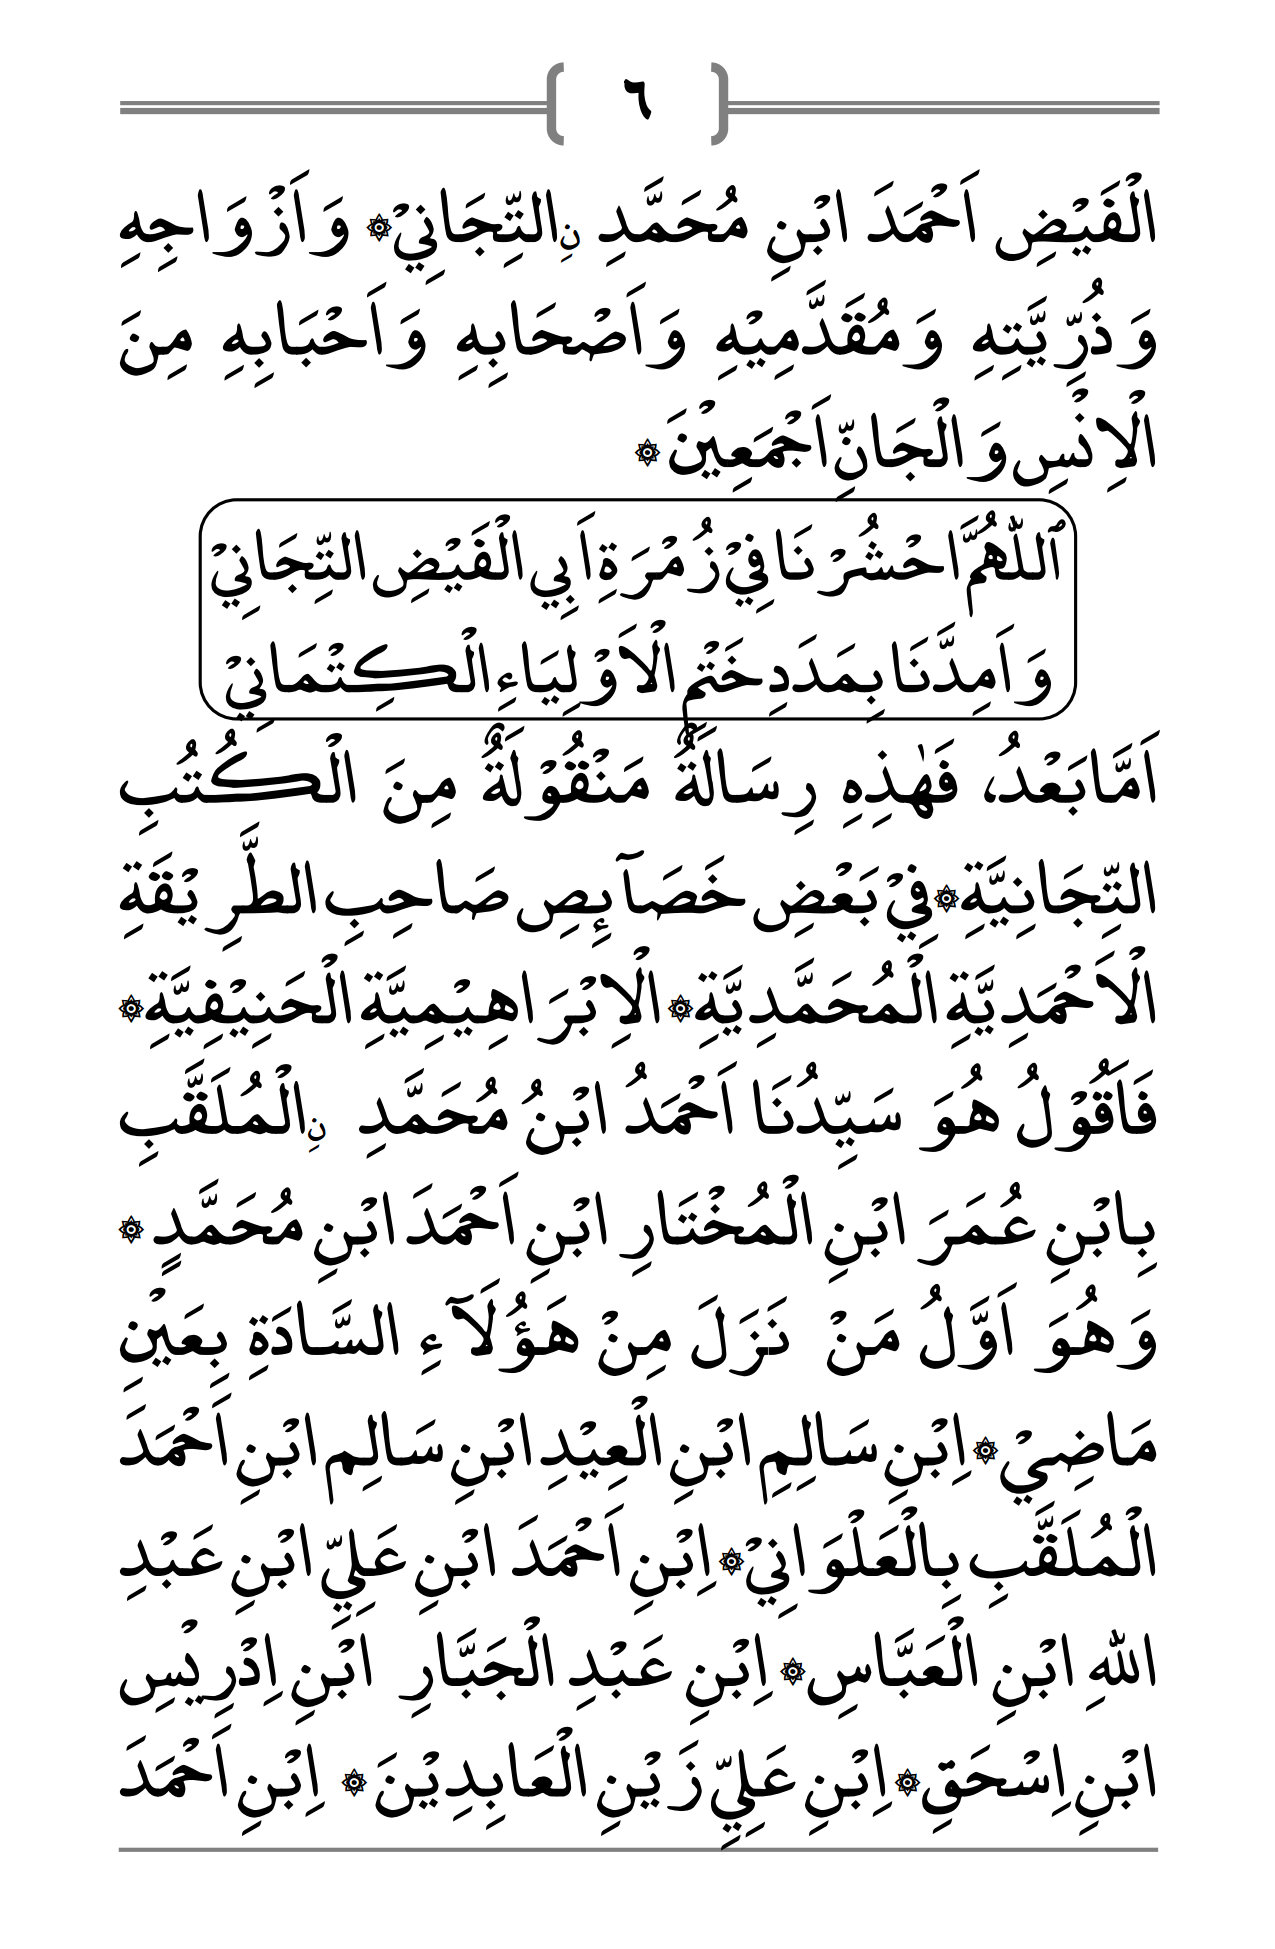 ٦
الْفَيْضِ اَحْمَدَ ابْنِ مُحَمَّدِ نِالتِّجَانِيْ۞ وَاَزْوَاجِهِ
وَذُرِّيَّتِهِ وَمُقَدَّمِيْهِ وَاَصْحَابِهِ وَاَحْبَابِهِ مِنَ
الْاِنْسِ وَالْجَانِّ اَجْمَعِيْنَ۞
اَللّٰهُمَّ احْشُرْنَا فِيْ زُمْرَةِ اَبِي الْفَيْضِ التِّجَانِيْ
وَاَمِدَّنَا بِمَدَدِ خَتْمِ الْاَوْلِيَاءِ الْكِتْمَانِيْ
اَمَّابَعْدُ، فَهٰذِهِ رِسَالَةٌ مَنْقُوْلَةٌ مِنَ الْكُتُبِ
التِّجَانِيَّةِ۞ فِيْ بَعْضِ خَصَآئِصِ صَاحِبِ الطَّرِيْقَةِ
الْاَحْمَدِيَّةِ الْمُحَمَّدِيَّةِ۞ الْاِبْرَاهِيْمِيَّةِ الْحَنِيْفِيَّةِ۞
فَاَقُوْلُ هُوَ سَيِّدُنَا اَحْمَدُ ابْنُ مُحَمَّدِ نِالْمُلَقَّبِ
بِابْنِ عُمَرَ ابْنِ الْمُخْتَارِ ابْنِ اَحْمَدَ ابْنِ مُحَمَّدٍ۞
وَهُوَ اَوَّلُ مَنْ نَزَلَ مِنْ هَؤُلَآءِ السَّادَةِ بِعَيْنِ
مَاضِيْ۞ اِبْنِ سَالِمِ ابْنِ الْعِيْدِ ابْنِ سَالِمِ ابْنِ اَحْمَدَ
الْمُلَقَّبِ بِالْعَلْوَانِيْ۞ اِبْنِ اَحْمَدَ ابْنِ عَلِيِّ ابْنِ عَبْدِ
اللّٰهِ ابْنِ الْعَبَّاسِ۞ اِبْنِ عَبْدِ الْجَبَّارِ ابْنِ اِدْرِيْسِ
ابْنِ اِسْحَقِ۞ اِبْنِ عَلِيِّ زَيْنِ الْعَابِدِيْنَ۞ اِبْنِ اَحْمَدَ